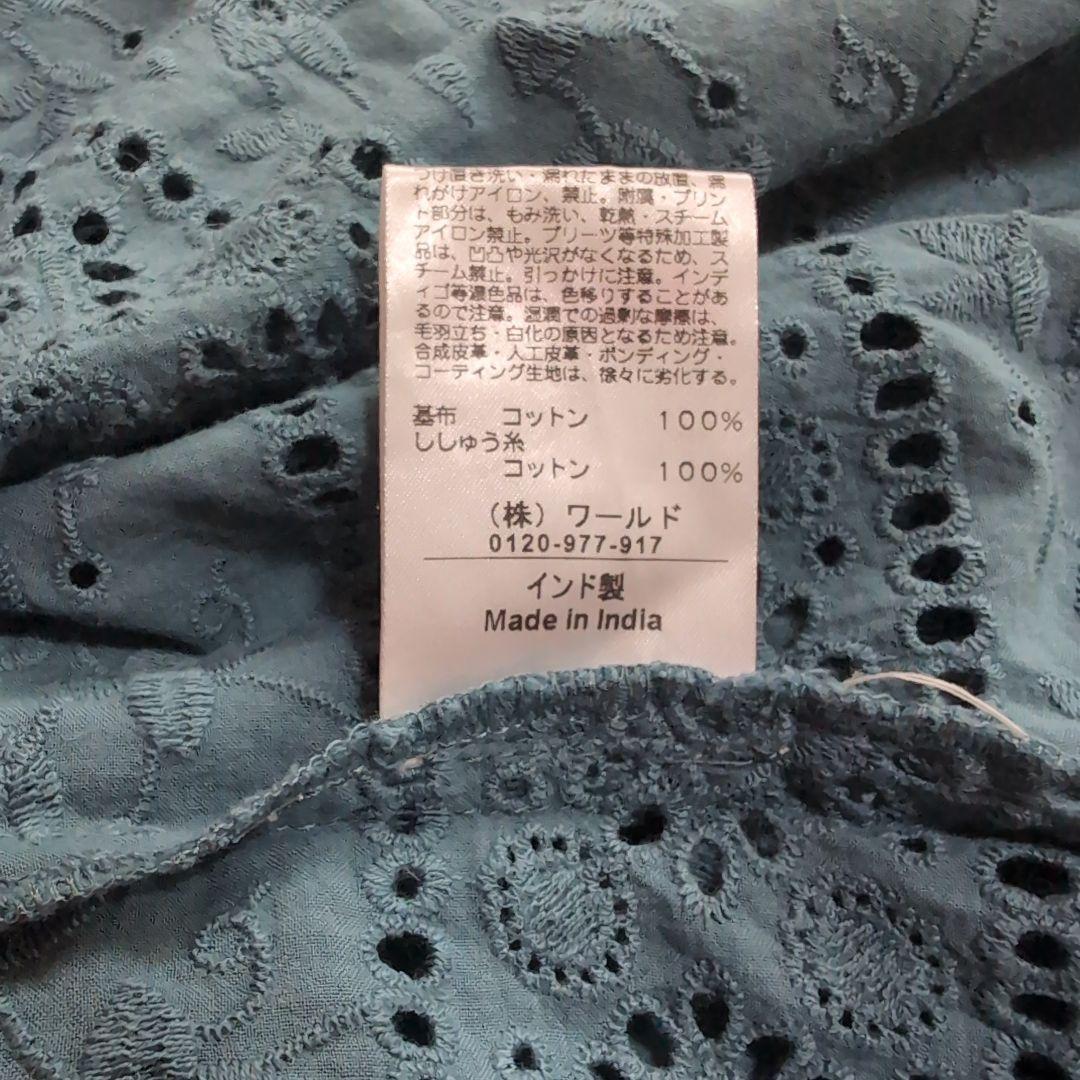 つけ置き洗い・濡れたままの放置、濡
れがけアイロン、禁止。附属・プリン
ト部分は、もみ洗い、乾熱・スチーム
アイロン禁止。プリーツ等特殊加工製
品は、凹凸や光沢がなくなるため、ス
チーム禁止。引っかけに注意。インデ
ィゴ等濃色品は、色移りすることがあ
るので注意。湿潤での過剰な摩擦は、
毛羽立ち・白化の原因となるため注意。
合成皮革・人工皮革・ボンディング・
コーティング生地は、徐々に劣化する。
基布 コットン 100%
ししゅう糸
コットン 100%
(株)ワールド
0120-977-917
インド製
Made in India